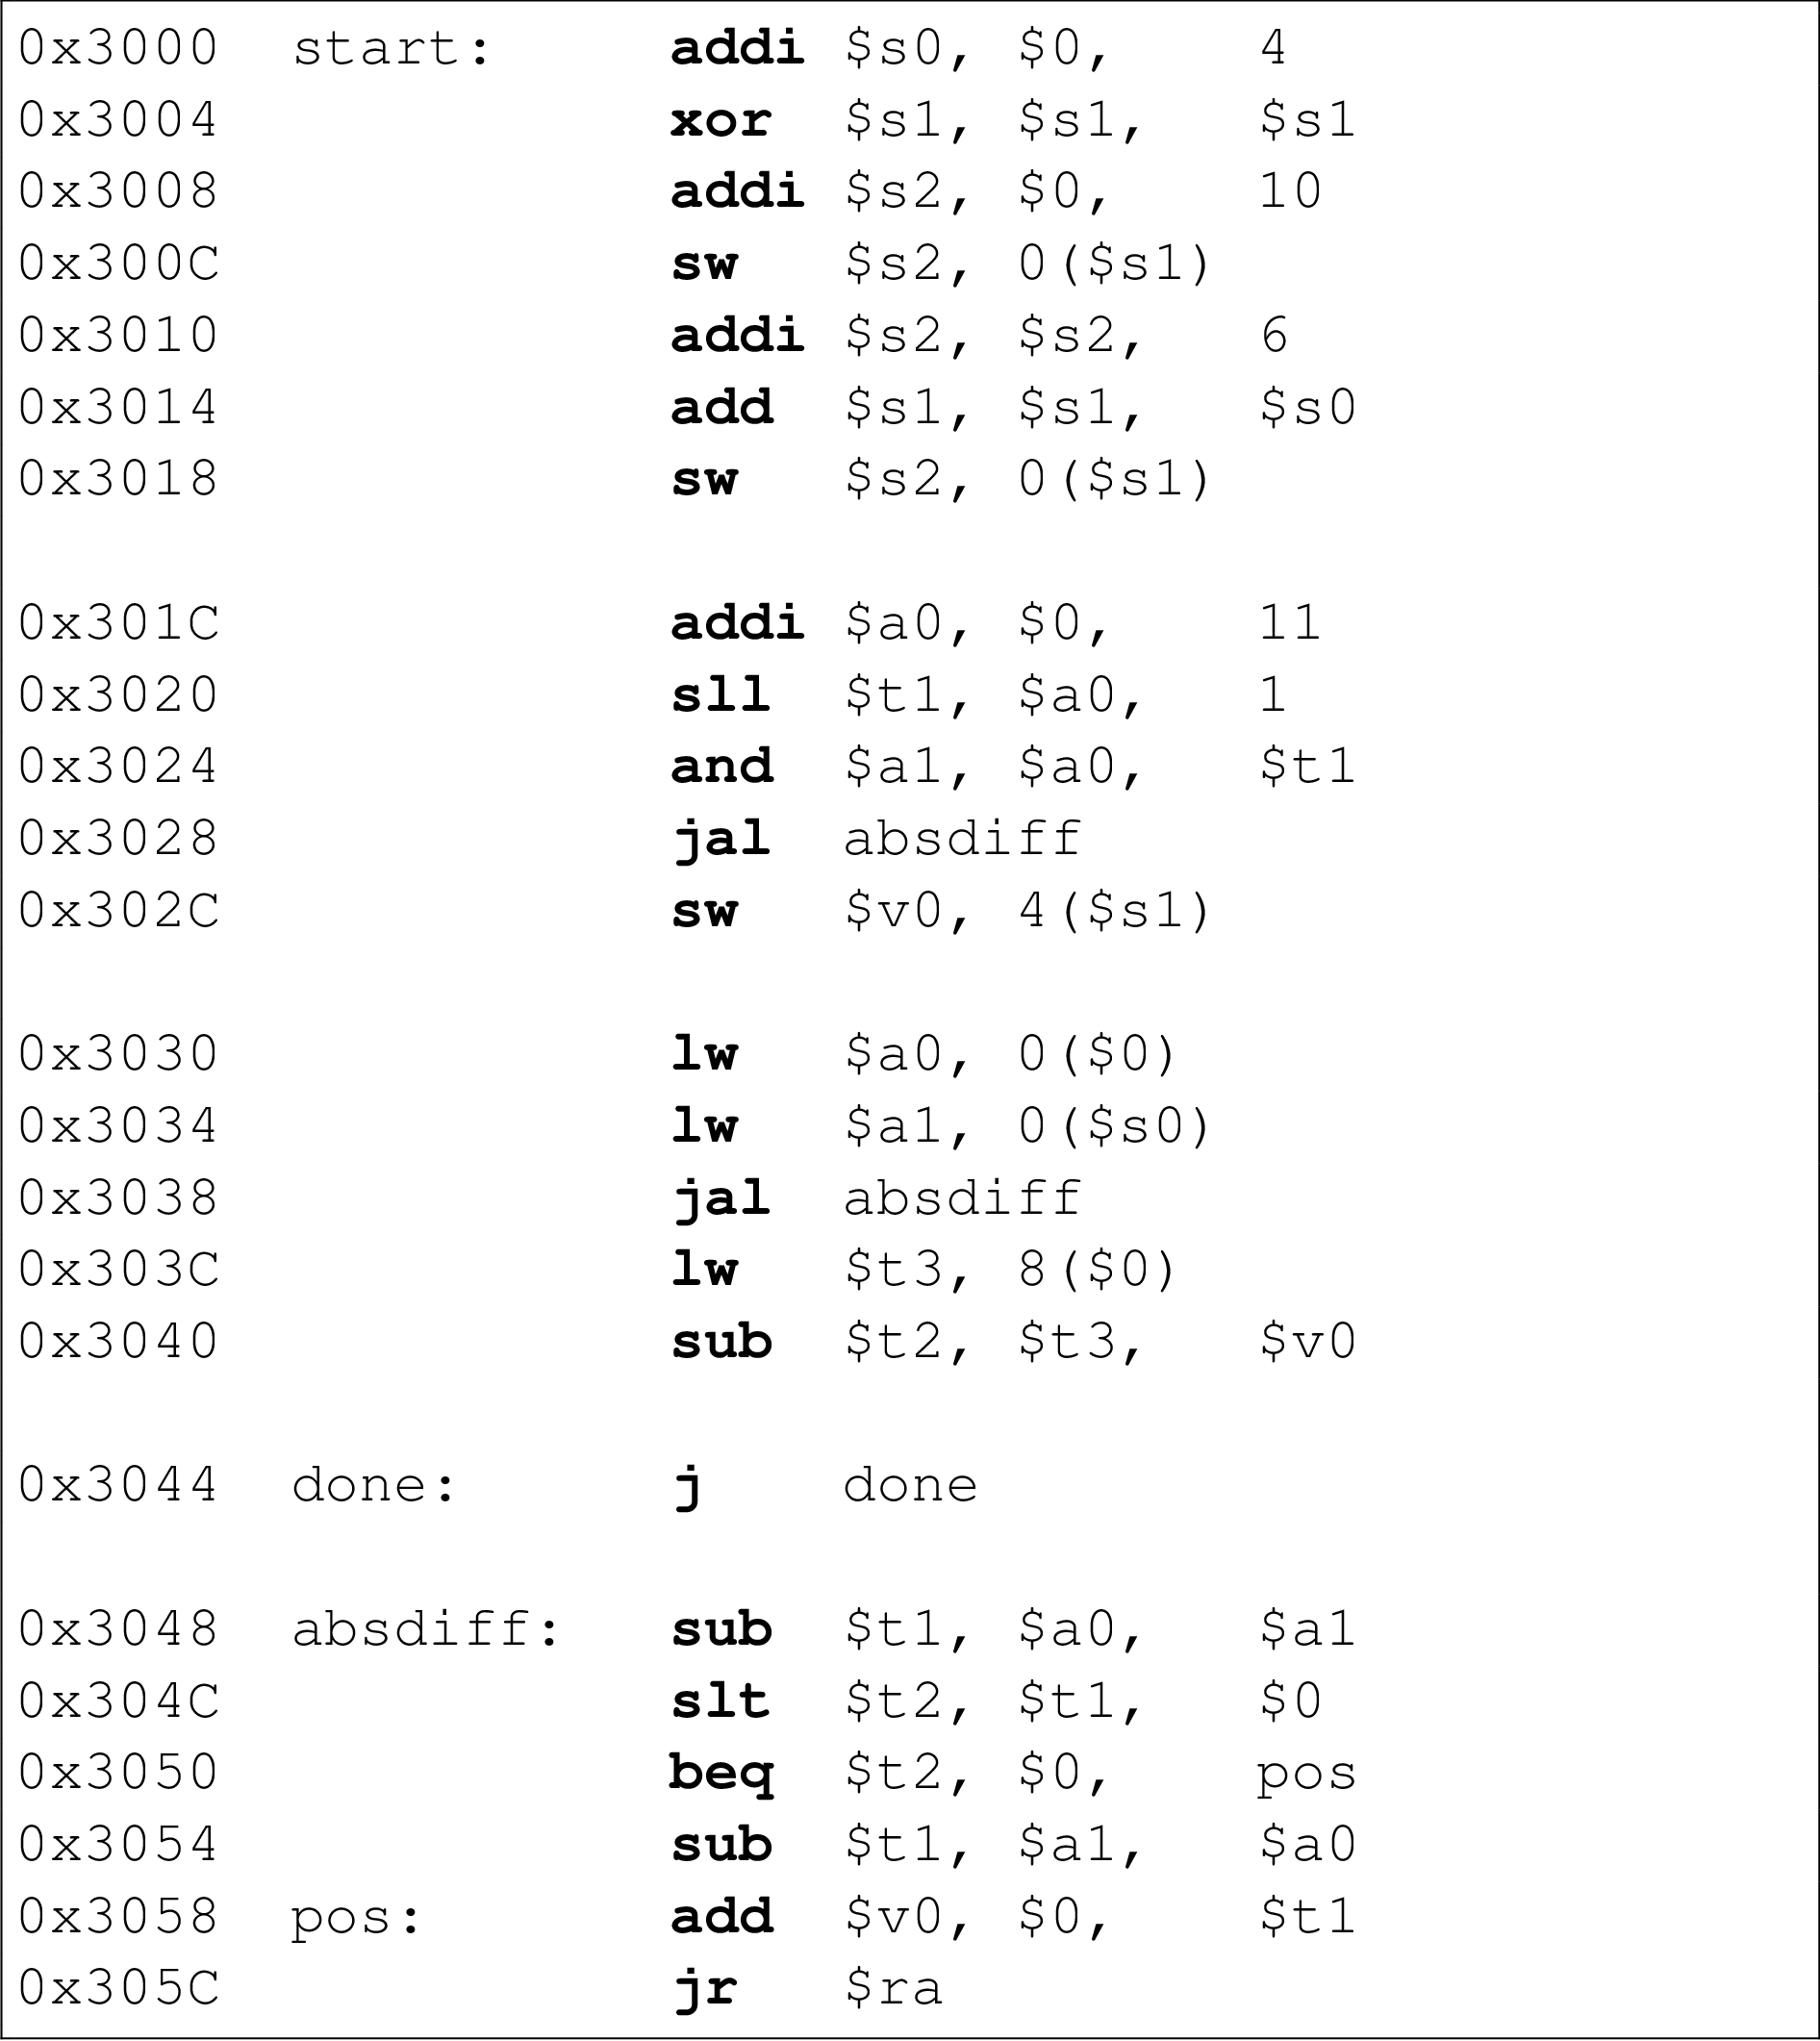 0x3000 start: addi $s0, $0, 4
0x3004 xor $s1, $s1, $s1
0x3008 addi $s2, $0, 10
0x300C sw $s2, 0($s1)
0x3010 addi $s2, $s2, 6
0x3014 add $s1, $s1, $s0
0x3018 sw $s2, 0($s1)
0x301C addi $a0, $0, 11
0x3020 sll $t1, $a0, 1
0x3024 and $a1, $a0, $t1
0x3028 jal absdiff
0x302C sw $v0, 4($s1)
0x3030 lw $a0, 0($0)
0x3034 lw $a1, 0($s0)
0x3038 jal absdiff
0x303C lw $t3, 8($0)
0x3040 sub $t2, $t3, $v0
0x3044 done: j done
0x3048 absdiff: sub $t1, $a0, $a1
0x304C slt $t2, $t1, $0
0x3050 beq $t2, $0, pos
0x3054 sub $t1, $a1, $a0
0x3058 pos: add $v0, $0, $t1
0x305C jr $ra